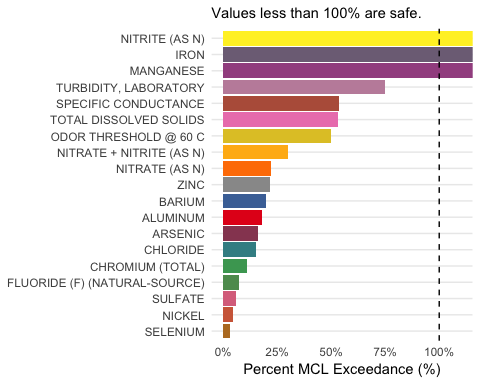 Values less than 100% are safe.
NITRITE (AS N)
IRON
MANGANESE
TURBIDITY, LABORATORY
SPECIFIC CONDUCTANCE
TOTAL DISSOLVED SOLIDS
ODOR THRESHOLD @ 60 C
NITRATE + NITRITE (AS N)
NITRATE (AS N)
ZINC
BARIUM
ALUMINUM
ARSENIC
CHLORIDE
CHROMIUM (TOTAL)
FLUORIDE (F) (NATURAL-SOURCE)
SULFATE
NICKEL
SELENIUM
0% 25% 50% 75% 100%
Percent MCL Exceedance (%)